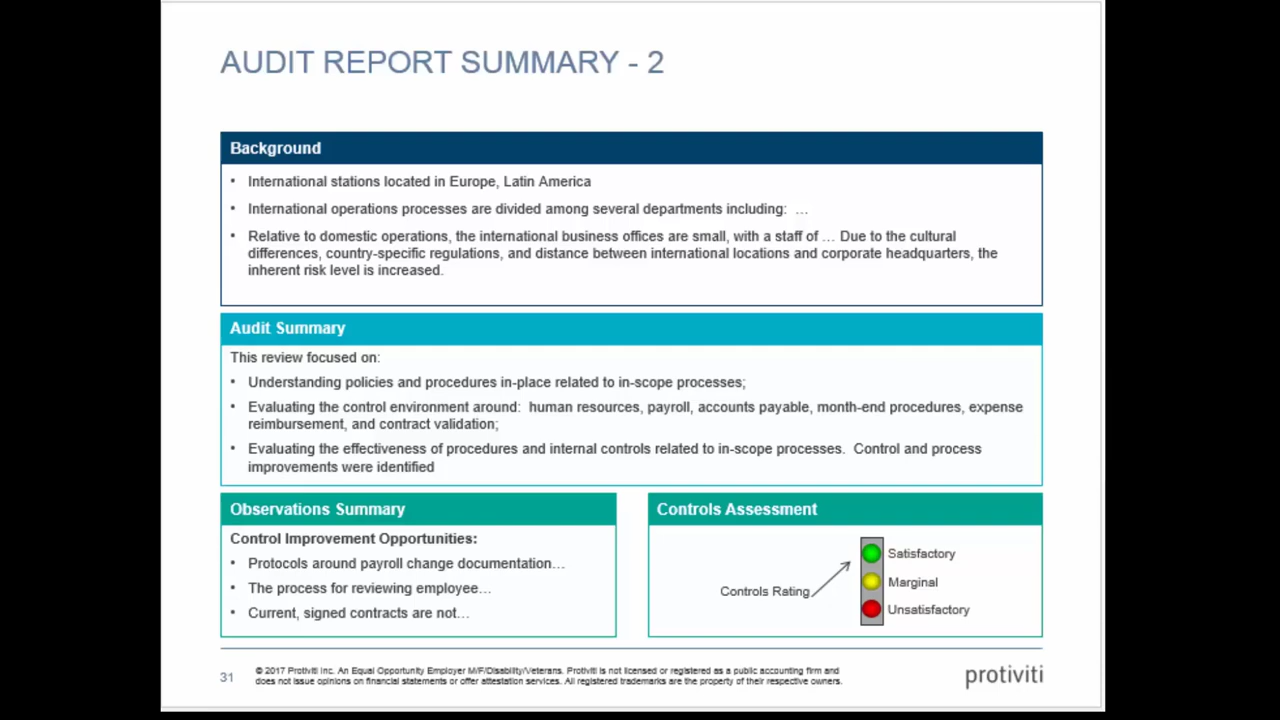 AUDIT REPORT SUMMARY - 2
Background
• International stations located in Europe, Latin America
• International operations processes are divided among several departments including:  …
• Relative to domestic operations, the international business offices are small, with a staff of … Due to the cultural
differences, country-specific regulations, and distance between international locations and corporate headquarters, the
inherent risk level is increased.
Audit Summary
This review focused on:
• Understanding policies and procedures in-place related to in-scope processes;
• Evaluating the control environment around:  human resources, payroll, accounts payable, month-end procedures, expense
reimbursement, and contract validation;
• Evaluating the effectiveness of procedures and internal controls related to in-scope processes.  Control and process
improvements were identified
Observations Summary
Control Improvement Opportunities:
• Protocols around payroll change documentation…
• The process for reviewing employee…
• Current, signed contracts are not…
Controls Assessment
Satisfactory
Marginal
Controls Rating
Unsatisfactory
31
© 2017 Protiviti Inc. An Equal Opportunity Employer M/F/Disability/Veterans. Protiviti is not licensed or registered as a public accounting firm and
does not issue opinions on financial statements or offer attestation services. All registered trademarks are the property of their respective owners.
protiviti